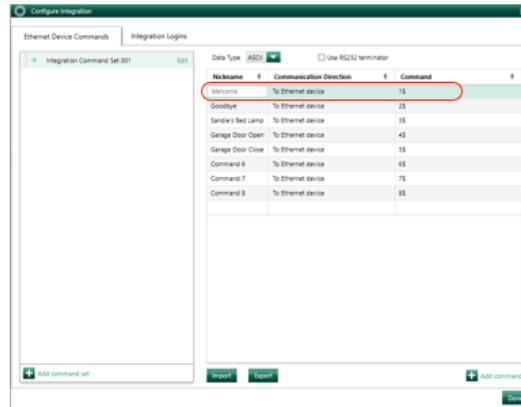 Configure Integration
Ethernet Device Commands Integration Logins
Integration Command Set 001 Edit
Data Type ASCII Use RS232 terminator
Nickname Communication Direction Command
Welcome To Ethernet device 1$
Goodbye To Ethernet device 2$
Sandie's Bed Lamp To Ethernet device 3$
Garage Door Open To Ethernet device 4$
Garage Door Close To Ethernet device 5$
Command 6 To Ethernet device 6$
Command 7 To Ethernet device 7$
Command 8 To Ethernet device 8$
Add command set Import Export Add command
Done